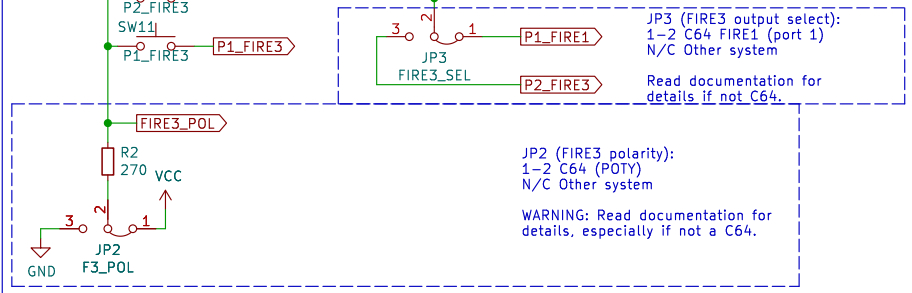 P2_FIRE3
SW11
P1_FIRE3
P1_FIRE3
3
2
1
JP3
FIRE3_SEL
P1_FIRE1
P2_FIRE3
JP3 (FIRE3 output select):
1-2 C64 FIRE1 (port 1)
N/C Other system
Read documentation for
details if not C64.
FIRE3_POL
R2
270
VCC
3
2
1
JP2
F3_POL
GND
JP2 (FIRE3 polarity):
1-2 C64 (POTY)
N/C Other system
WARNING: Read documentation for
details, especially if not a C64.